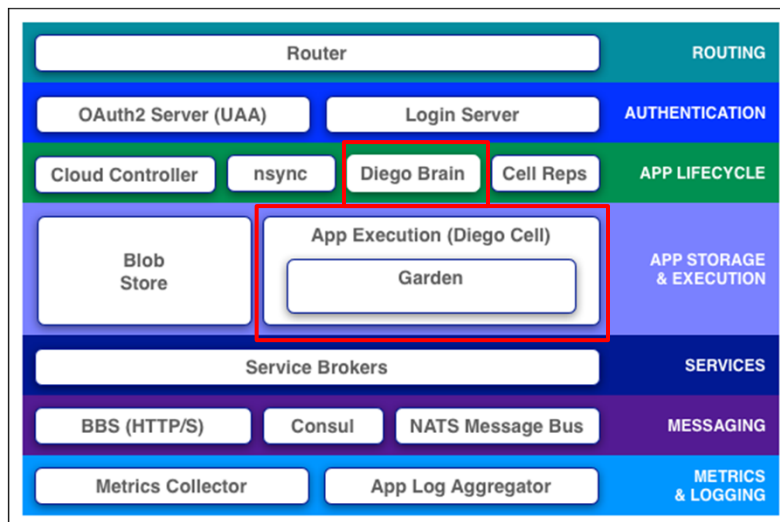 Router
ROUTING
OAuth2 Server (UAA)
Login Server
AUTHENTICATION
Cloud Controller
nsync
Diego Brain
Cell Reps
APP LIFECYCLE
Blob
Store
App Execution (Diego Cell)
Garden
APP STORAGE
& EXECUTION
Service Brokers
SERVICES
BBS (HTTP/S)
Consul
NATS Message Bus
MESSAGING
Metrics Collector
App Log Aggregator
METRICS
& LOGGING